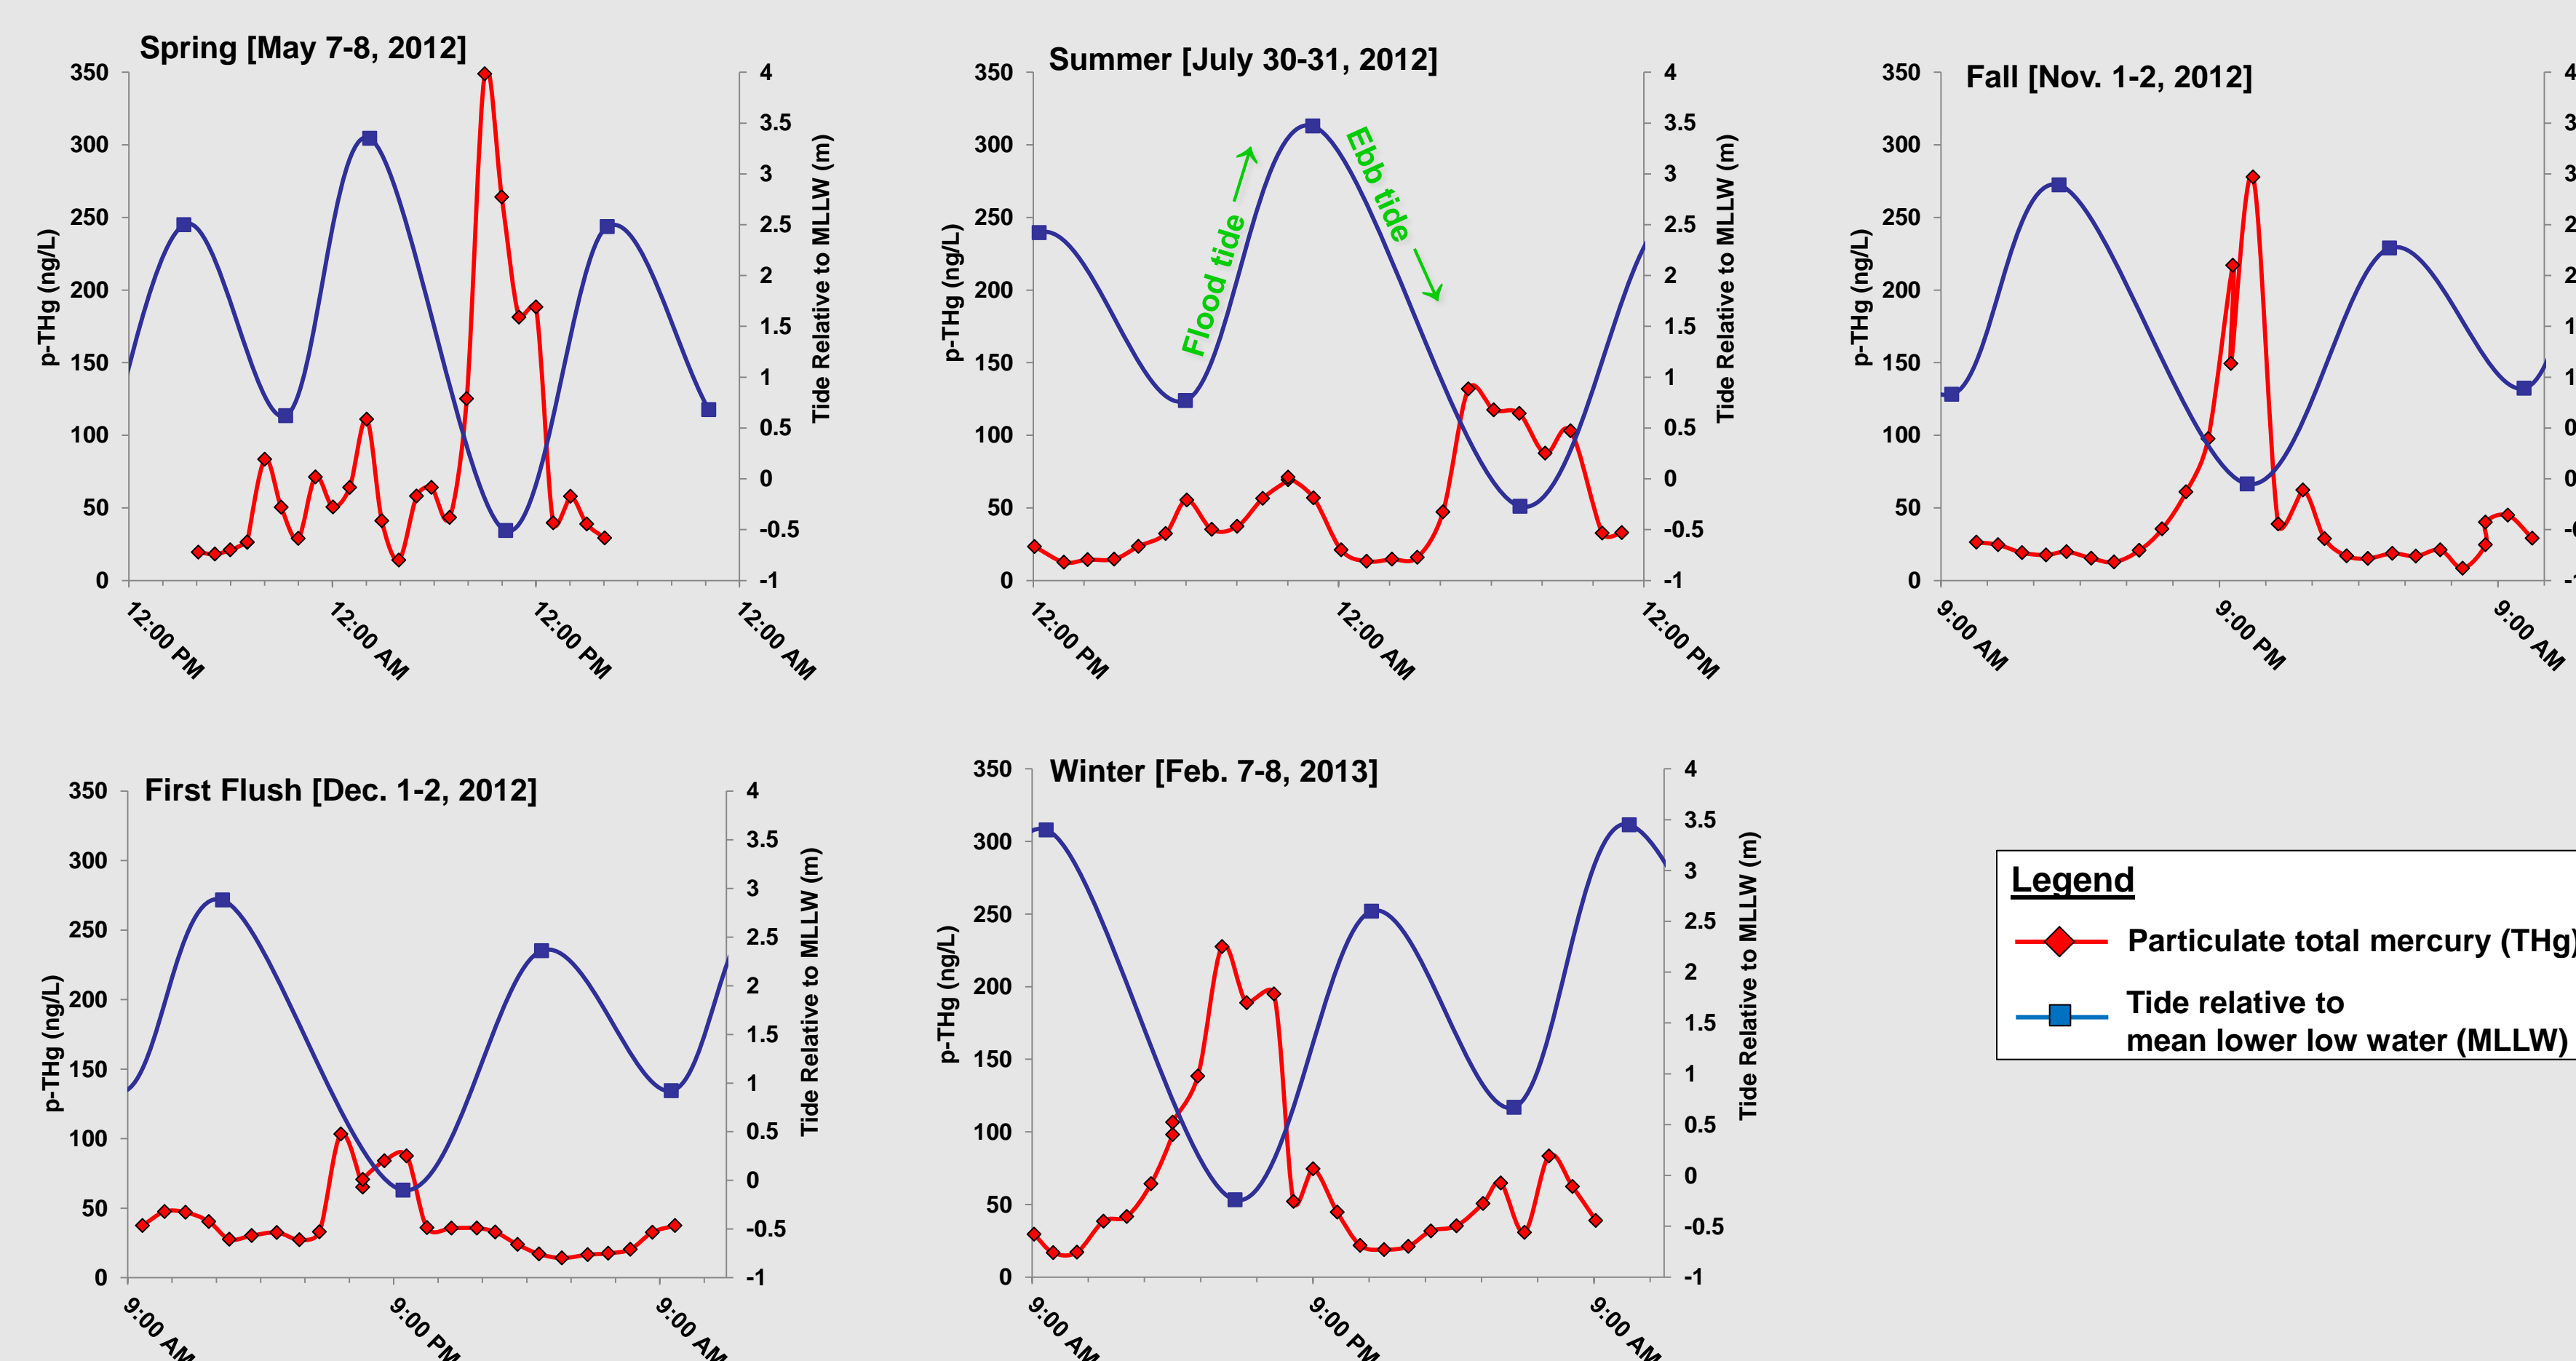 Spring [May 7-8, 2012]
350
300
250
200
150
100
50
0
p-THg (ng/L)
4
3.5
3
2.5
2
1.5
1
0.5
0
-0.5
-1
Tide Relative to MLLW (m)
12:00 PM
12:00 AM
12:00 PM
12:00 AM
Summer [July 30-31, 2012]
350
300
250
200
150
100
50
0
p-THg (ng/L)
Flood tide
Ebb tide
4
3.5
3
2.5
2
1.5
1
0.5
0
-0.5
-1
Tide Relative to MLLW (m)
12:00 PM
12:00 AM
12:00 PM
Fall [Nov. 1-2, 2012]
350
300
250
200
150
100
50
0
p-THg (ng/L)
4
3
3
2
2
1
1
0
0
-0
-1
9:00 AM
9:00 PM
9:00 AM
First Flush [Dec. 1-2, 2012]
350
300
250
200
150
100
50
0
p-THg (ng/L)
4
3.5
3
2.5
2
1.5
1
0.5
0
-0.5
-1
Tide Relative to MLLW (m)
9:00 AM
9:00 PM
9:00 AM
Winter [Feb. 7-8, 2013]
350
300
250
200
150
100
50
0
p-THg (ng/L)
4
3.5
3
2.5
2
1.5
1
0.5
0
-0.5
-1
Tide Relative to MLLW (m)
9:00 AM
9:00 PM
9:00 AM
Legend
Particulate total mercury (THg)
Tide relative to
mean lower low water (MLLW)